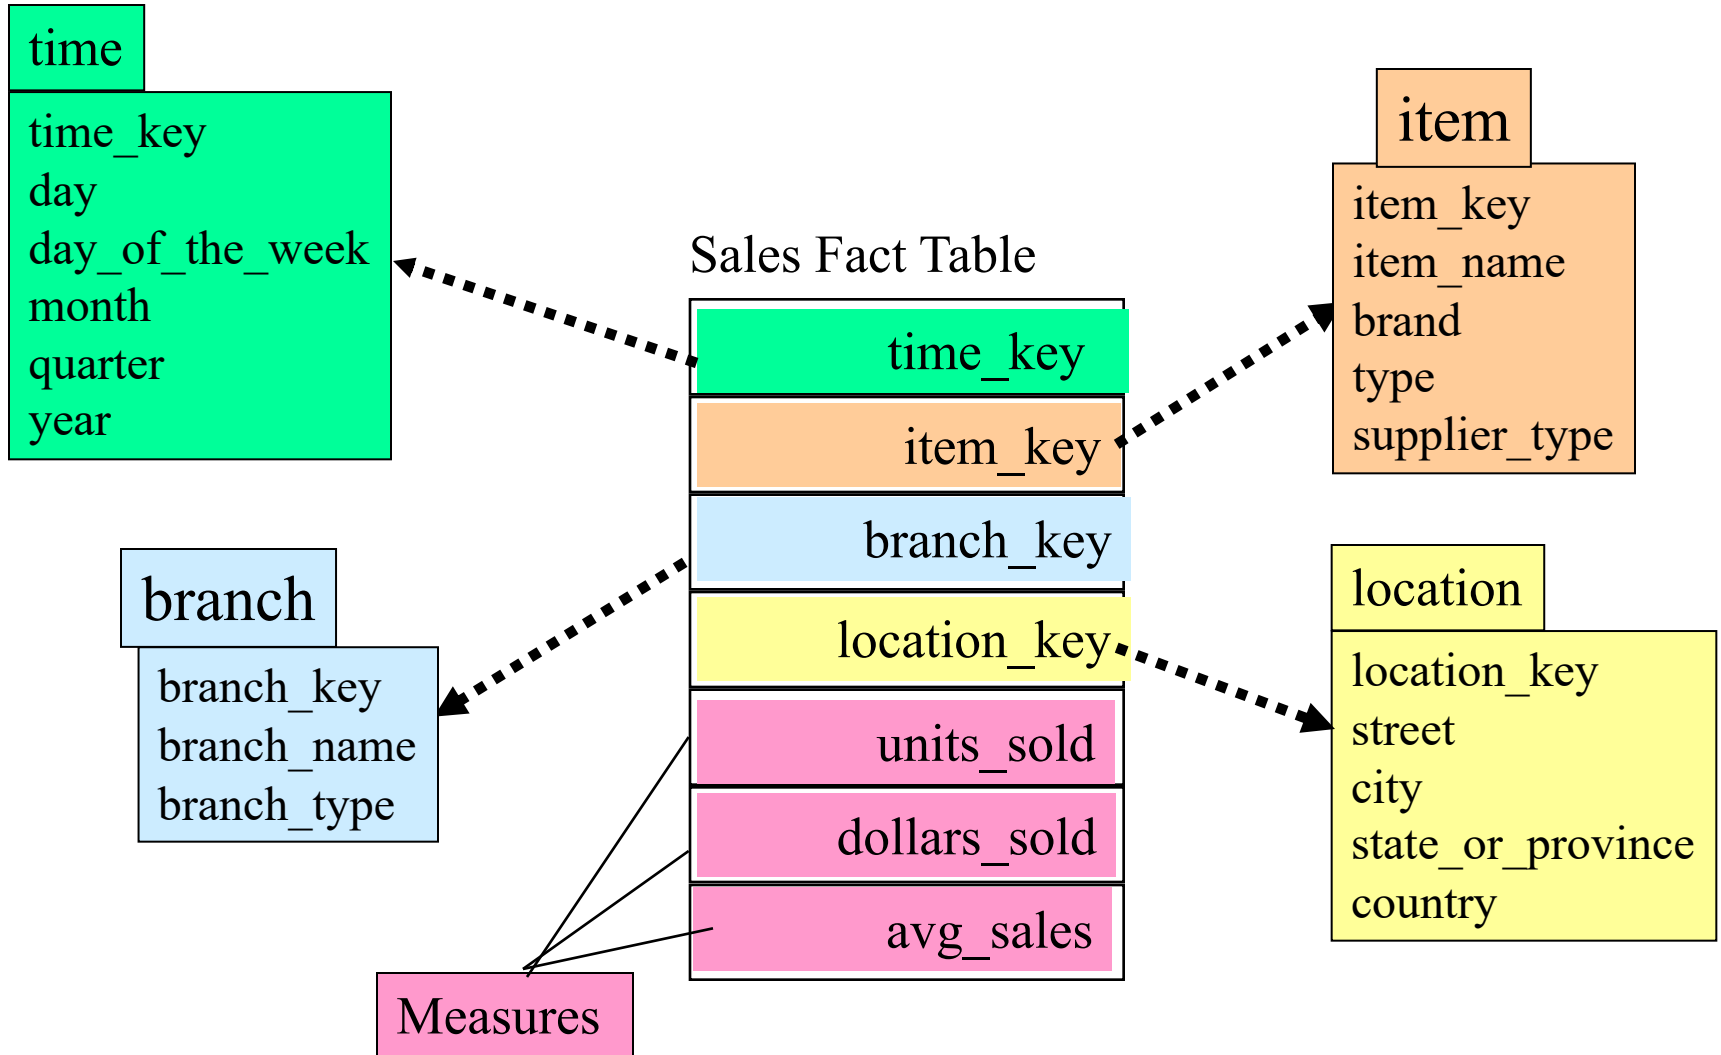 time
time_key
day
day_of_the_week
month
quarter
year
Sales Fact Table
time_key
item_key
branch_key
location_key
units_sold
dollars_sold
avg_sales
item
item_key
item_name
brand
type
supplier_type
branch
branch_key
branch_name
branch_type
location
location_key
street
city
state_or_province
country
Measures